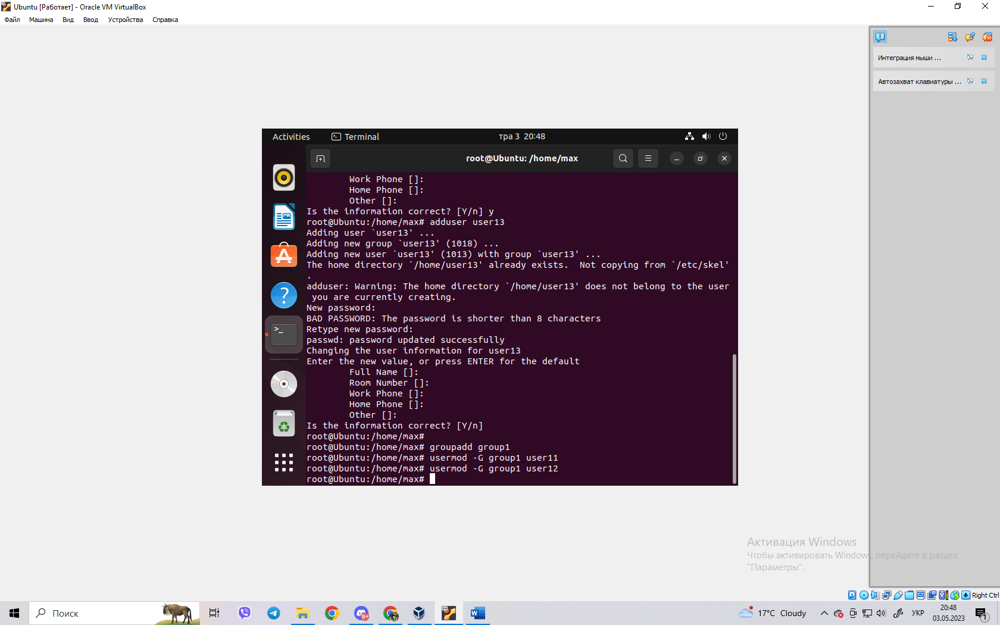 Ubuntu [Работает] - Oracle VM VirtualBox
Файл Машина Вид Ввод Устройства Справка
Интеграция мыши ...
Автозахват клавиатуры ...
Activities Terminal тра 3 20:48
root@Ubuntu: /home/max
Work Phone []:
Home Phone []:
Other []:
Is the information correct? [Y/n] y
root@Ubuntu:/home/max# adduser user13
Adding user `user13' ...
Adding new group `user13' (1018) ...
Adding new user `user13' (1013) with group `user13' ...
The home directory `/home/user13' already exists.  Not copying from `/etc/skel'
.
adduser: Warning: The home directory `/home/user13' does not belong to the user
you are currently creating.
New password:
BAD PASSWORD: The password is shorter than 8 characters
Retype new password:
passwd: password updated successfully
Changing the user information for user13
Enter the new value, or press ENTER for the default
Full Name []:
Room Number []:
Work Phone []:
Home Phone []:
Other []:
Is the information correct? [Y/n]
root@Ubuntu:/home/max#
root@Ubuntu:/home/max# groupadd group1
root@Ubuntu:/home/max# usermod -G group1 user11
root@Ubuntu:/home/max# usermod -G group1 user12
root@Ubuntu:/home/max#
Активация Windows
Чтобы активировать Windows, перейдите в раздел
"Параметры".
Right Ctrl
Поиск
9+
17°C Cloudy
УКР
20:48
03.05.2023
1